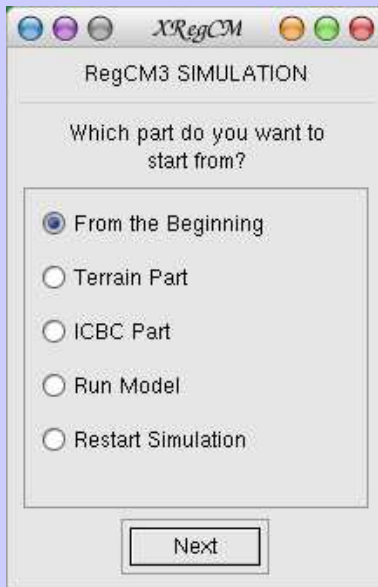 XRegCM
RegCM3 SIMULATION
Which part do you want to
start from?
From the Beginning
Terrain Part
ICBC Part
Run Model
Restart Simulation
Next